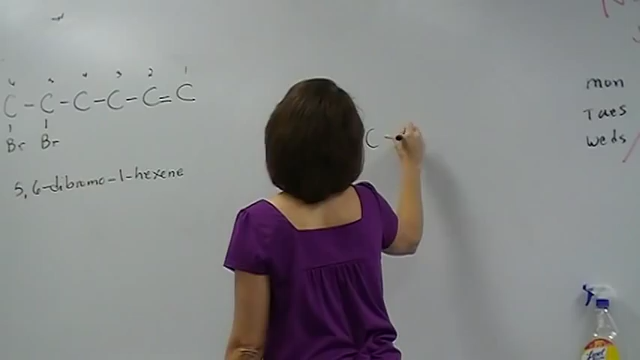 6 5 4 3 2 1
C - C - C - C - C = C
Br Br
5,6-dibromo-1-hexene
C -
mon
Tues
Weds